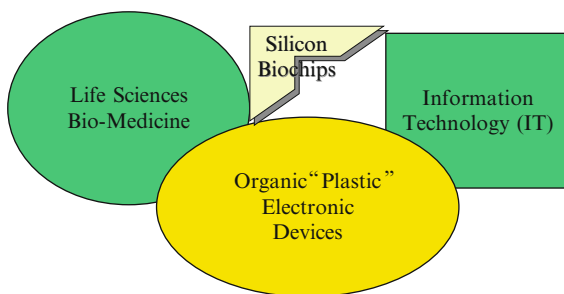 Silicon
Biochips
Life Sciences
Bio-Medicine
Information
Technology (IT)
Organic “Plastic”
Electronic
Devices